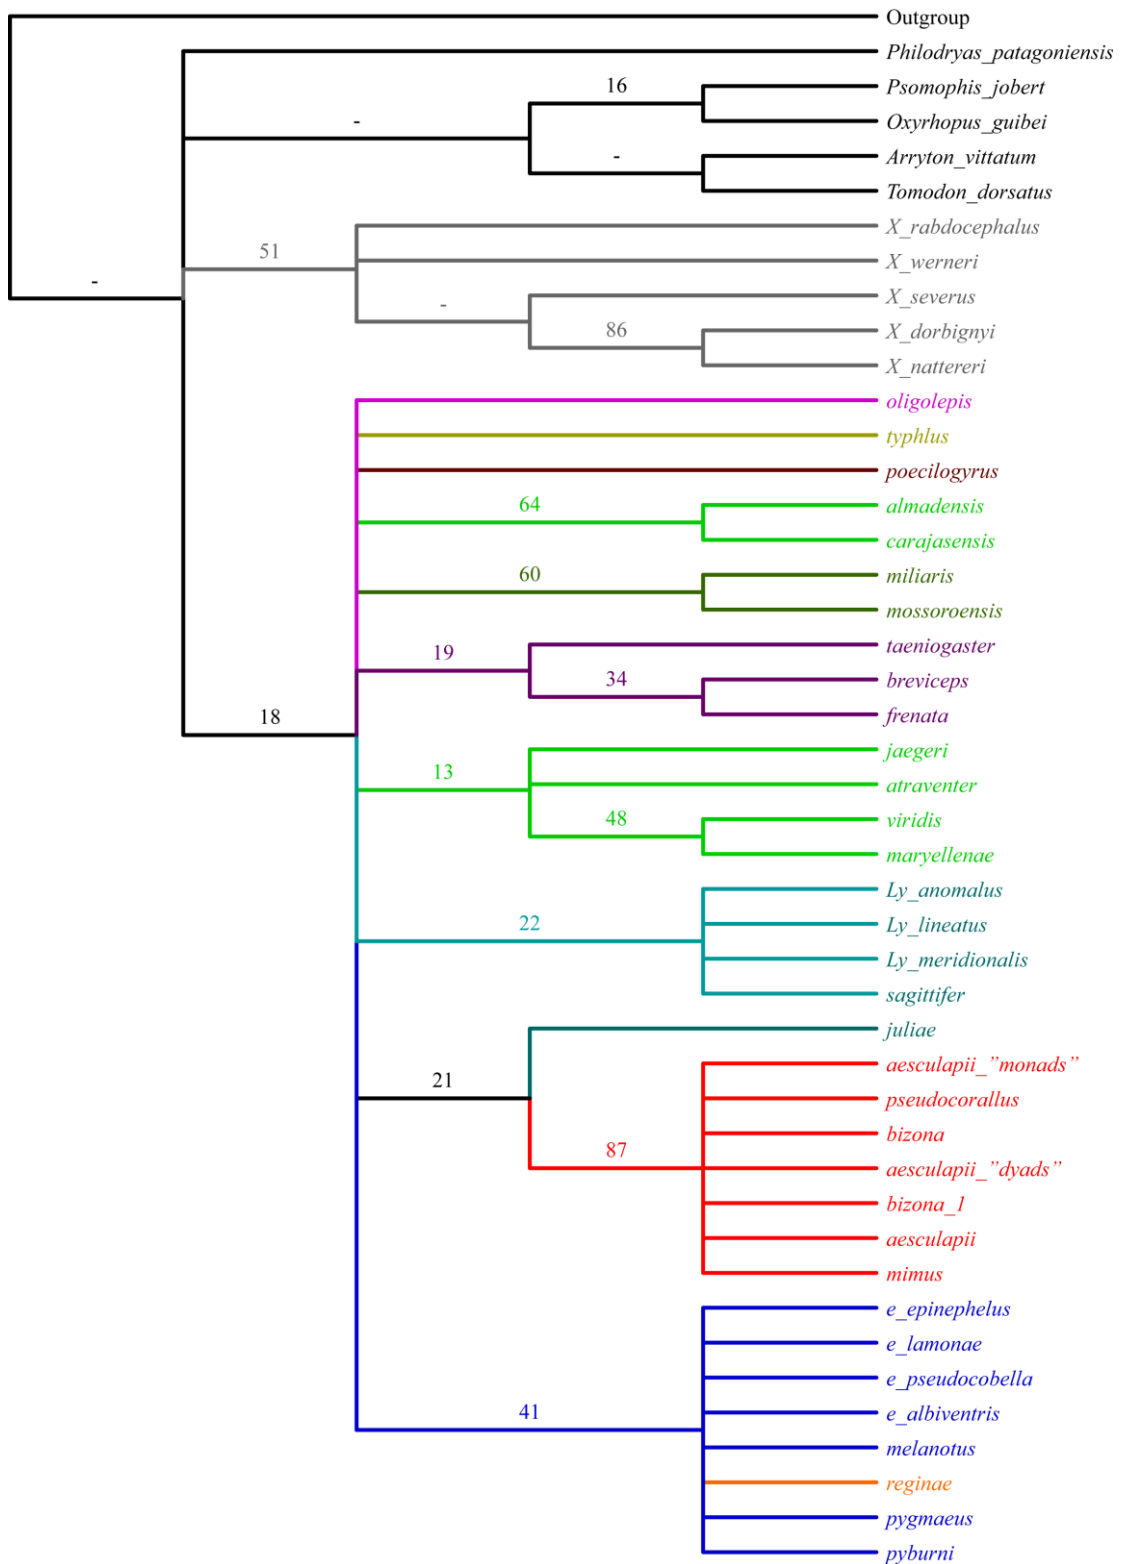 Outgroup
Philodryas_patagoniensis
16
Psomophis_jobert
-
Oxyrhopus_guibei
-
Arryton_vittatum
Tomodon_dorsatus
X_rabdocephalus
51
X_werneri
-
-
X_severus
86
X_dorbignyi
X_nattereri
oligolepis
typhlus
poecilogyrus
64
almadensis
carajasensis
60
miliaris
mossoroensis
19
taeniogaster
34
breviceps
18
frenata
13
jaegeri
atraventer
48
viridis
maryellenae
Ly_anomalus
22
Ly_lineatus
Ly_meridionalis
sagittifer
juliae
21
aesculapii_”monads”
pseudocorallus
bizona
87
aesculapii_”dyads”
bizona_1
aesculapii
mimus
e_epinephelus
e_lamonae
e_pseudocobella
41
e_albiventris
melanotus
reginae
pygmaeus
pyburni